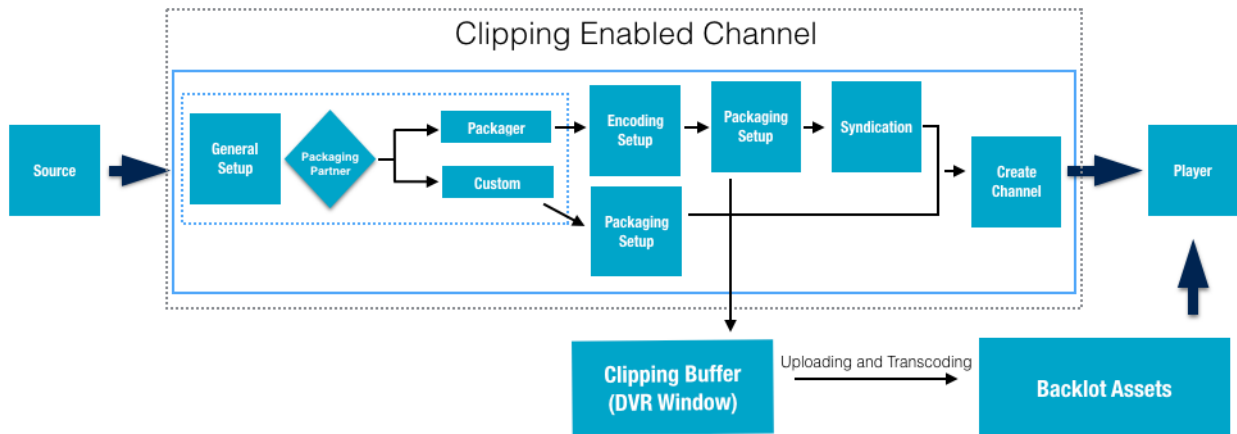 Clipping Enabled Channel
Source
General
Setup
Packaging
Partner
Packager
Custom
Encoding
Setup
Packaging
Setup
Syndication
Packaging
Setup
Create
Channel
Player
Clipping Buffer
(DVR Window)
Uploading and Transcoding
Backlot Assets